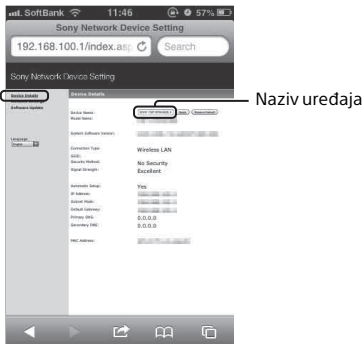 SoftBank 11:46 57%
Sony Network Device Setting
192.168.100.1/index.asp Search
Sony Network Device Setting
Device Details
Software Update
Language
English
Device Details
Device Name:
Model Name:
System Software Version:
Connection Type: Wireless LAN
SSID:
Security Method: No Security
Signal Strength: Excellent
Automatic Setup: Yes
IP Address:
Subnet Mask:
Default Gateway:
Primary DNS: 0.0.0.0
Secondary DNS: 0.0.0.0
MAC Address:
Naziv uređaja